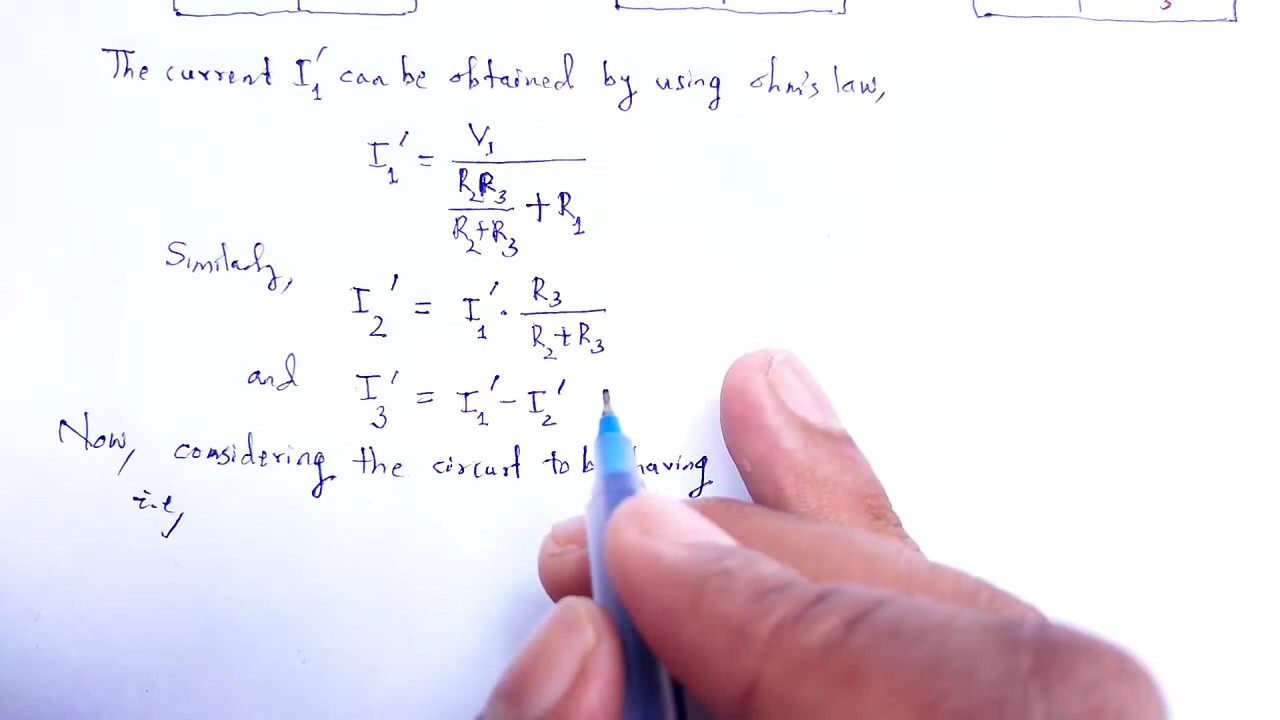 3
The current I₁′ can be obtained by using ohm's law,
I₁′ = V₁ / (R₂R₃ / (R₂+R₃) + R₁)
Similarly,
I₂′ = I₁′ · R₃ / (R₂+R₃)
and I₃′ = I₁′ - I₂′
Now, considering the circuit to having
i.e,